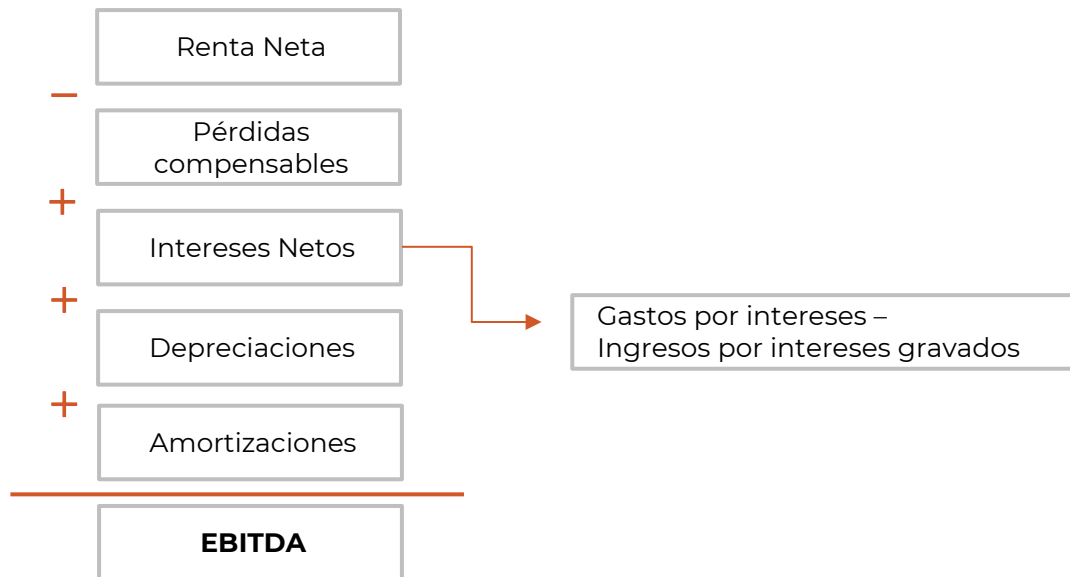 Renta Neta
−
Pérdidas
compensables
+
Intereses Netos
+
Gastos por intereses –
Ingresos por intereses gravados
Depreciaciones
+
Amortizaciones
EBITDA